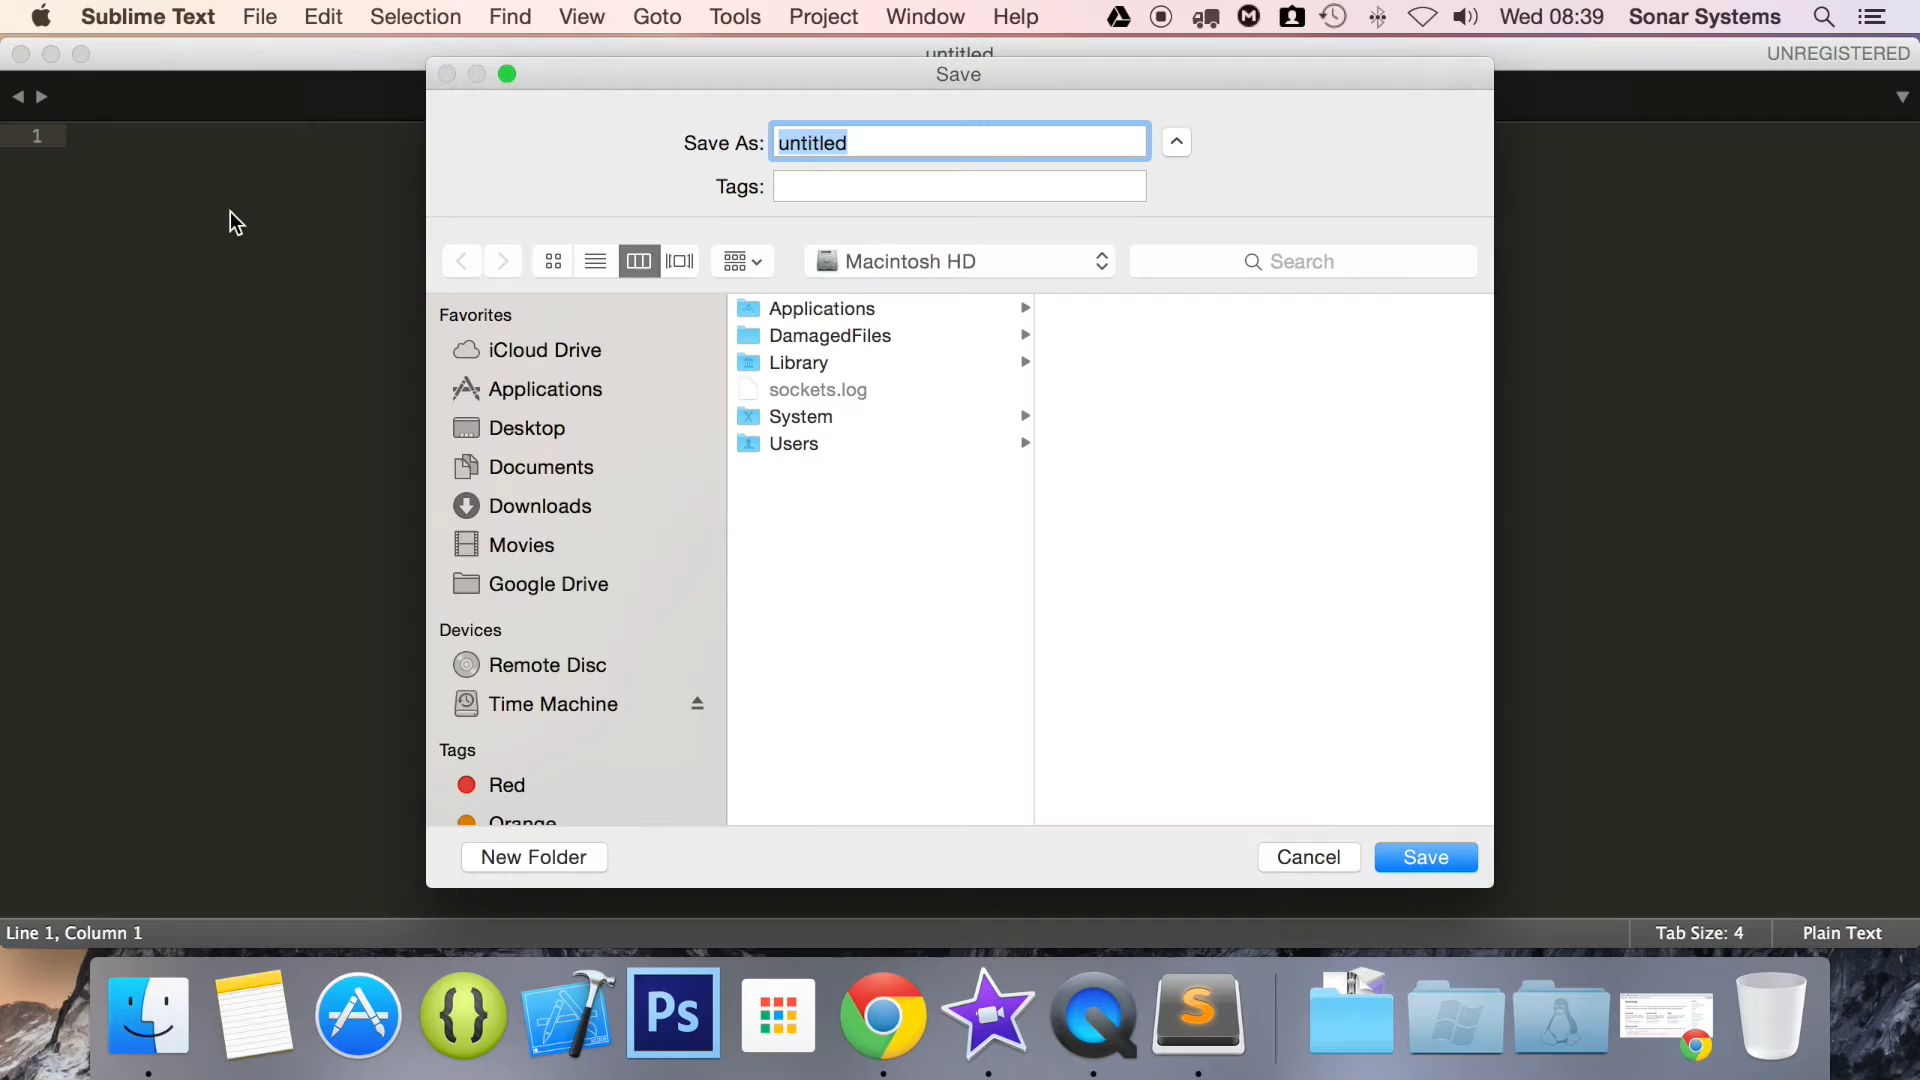 Sublime Text File Edit Selection Find View Goto Tools Project Window Help Wed 08:39 Sonar Systems
untitled UNREGISTERED
Save
1
Save As: untitled
Tags:
Macintosh HD Search
Favorites
iCloud Drive
Applications
Desktop
Documents
Downloads
Movies
Google Drive
Devices
Remote Disc
Time Machine
Tags
Red
Orange
Applications
DamagedFiles
Library
sockets.log
System
Users
New Folder Cancel Save
Line 1, Column 1 Tab Size: 4 Plain Text
Ps